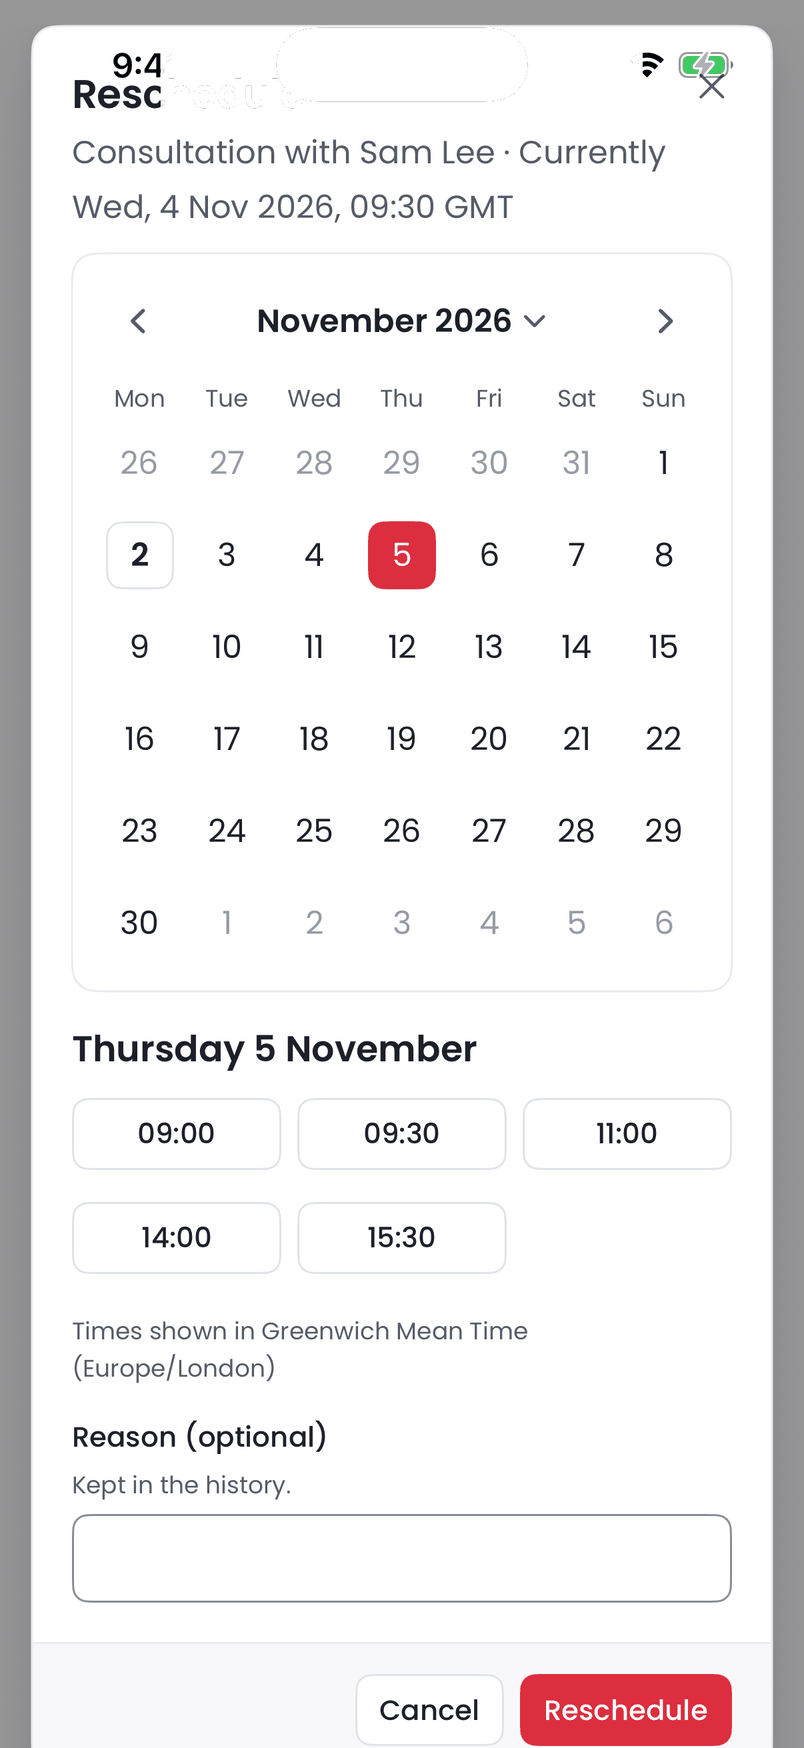 9:4
Resc
Consultation with Sam Lee · Currently
Wed, 4 Nov 2026, 09:30 GMT
November 2026
Mon Tue Wed Thu Fri Sat Sun
26 27 28 29 30 31 1
2 3 4 5 6 7 8
9 10 11 12 13 14 15
16 17 18 19 20 21 22
23 24 25 26 27 28 29
30 1 2 3 4 5 6
Thursday 5 November
09:00 09:30 11:00
14:00 15:30
Times shown in Greenwich Mean Time
(Europe/London)
Reason (optional)
Kept in the history.
Cancel Reschedule